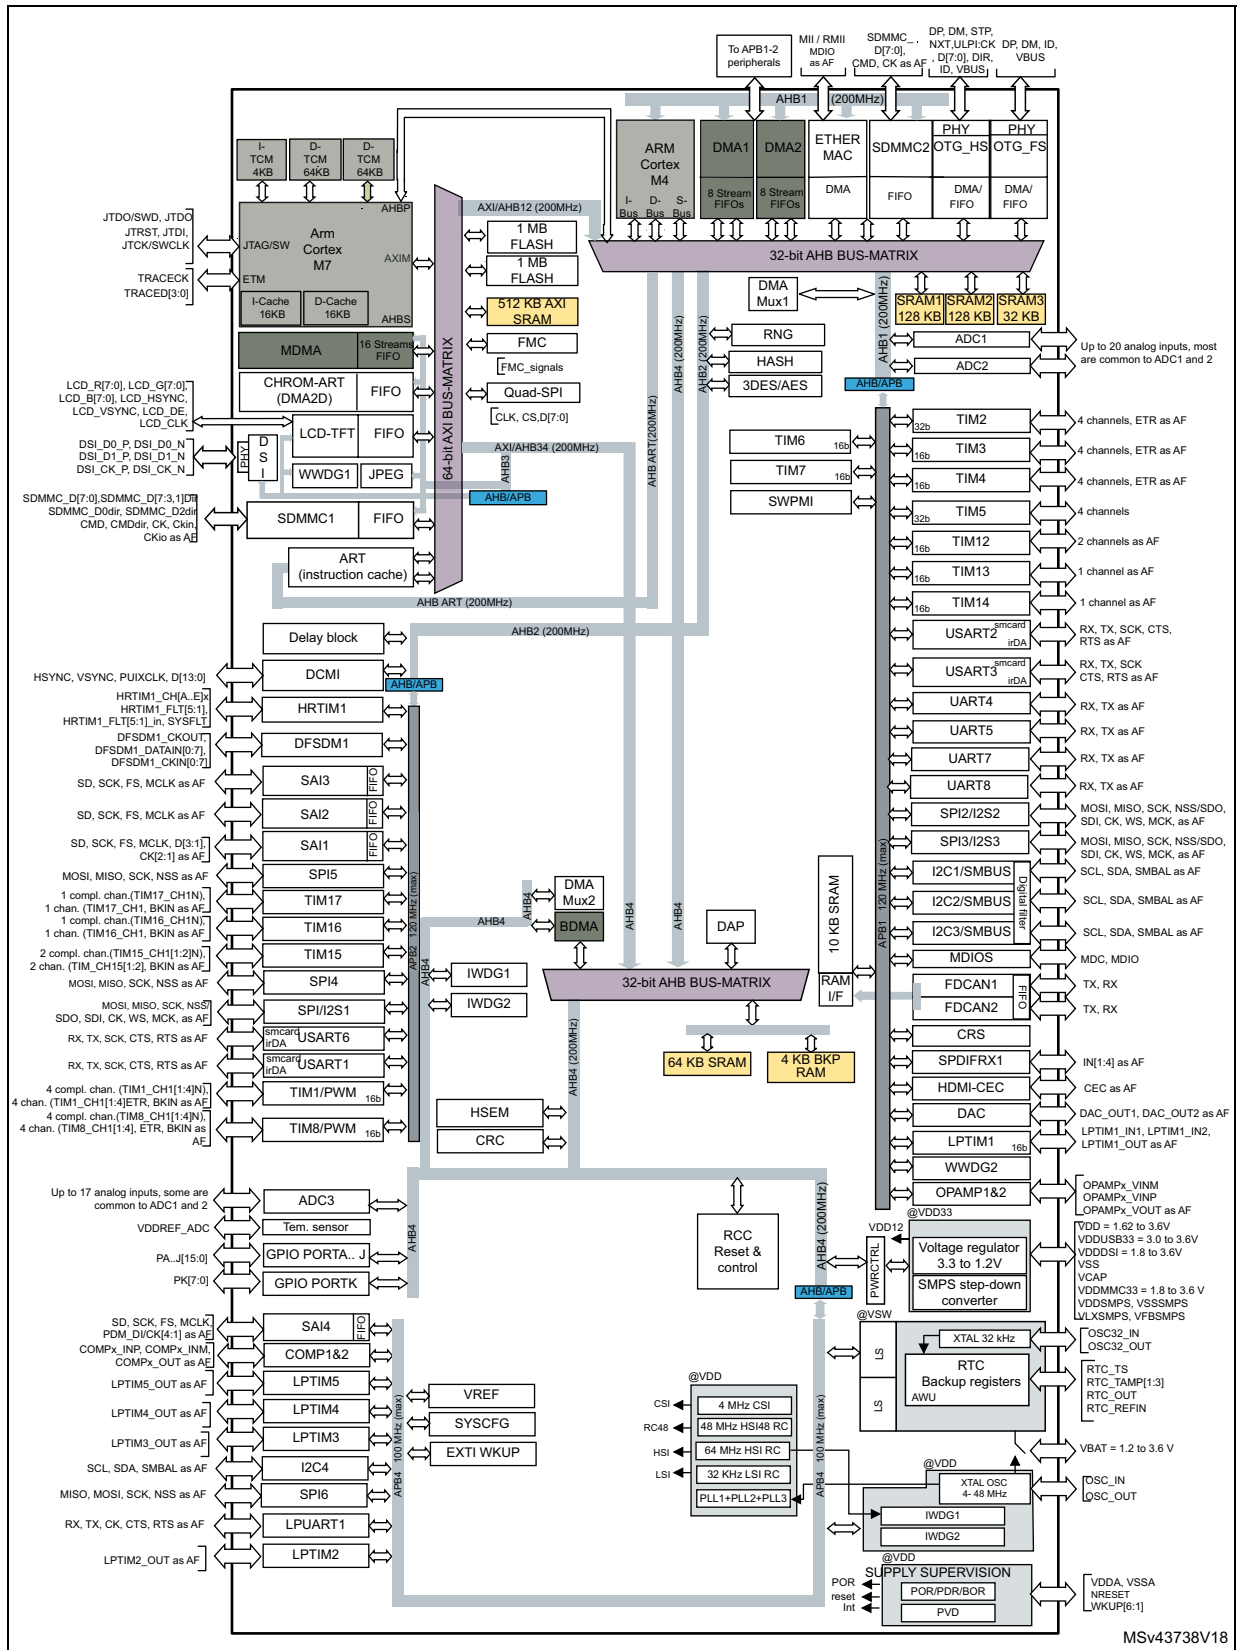 To APB1-2
peripherals
MII / RMII
MDIO
as AF
SDMMC_
D[7:0],
CMD, CK as AF
DP, DM, STP,
NXT,ULPI:CK
, D[7:0], DIR,
ID, VBUS
DP, DM, ID,
VBUS
AHB1 (200MHz)
I-
TCM
4KB
D-
TCM
64KB
D-
TCM
64KB
ARM
Cortex
M4
I-
Bus
D-
Bus
S-
Bus
DMA1
8 Stream
FIFOs
DMA2
8 Stream
FIFOs
ETHER
MAC
DMA
SDMMC2
FIFO
PHY
OTG_HS
DMA/
FIFO
PHY
OTG_FS
DMA/
FIFO
JTDO/SWD, JTDO
JTRST, JTDI,
JTCK/SWCLK
TRACECK
TRACED[3:0]
JTAG/SW
ETM
Arm
Cortex
M7
AHBP
AXIM
AHBS
I-Cache
16KB
D-Cache
16KB
AXI/AHB12 (200MHz)
64-bit AXI BUS-MATRIX
32-bit AHB BUS-MATRIX
1 MB
FLASH
1 MB
FLASH
512 KB AXI
SRAM
FMC
FMC_signals
Quad-SPI
CLK, CS,D[7:0]
MDMA
16 Streams
FIFO
CHROM-ART
(DMA2D)
FIFO
LCD_R[7:0], LCD_G[7:0],
LCD_B[7:0], LCD_HSYNC,
LCD_VSYNC, LCD_DE,
LCD_CLK
LCD-TFT
FIFO
DSI_D0_P, DSI_D0_N
DSI_D1_P, DSI_D1_N
DSI_CK_P, DSI_CK_N
PHY
DSI
WWDG1
JPEG
AXI/AHB34 (200MHz)
AHB3
AHB/APB
SDMMC_D[7:0],SDMMC_D[7:3,1]Dir
SDMMC_D0dir, SDMMC_D2dir
CMD, CMDdir, CK, Ckin,
CKio as AF
SDMMC1
FIFO
ART
(instruction cache)
AHB ART (200MHz)
AHB ART(200MHz)
AHB4 (200MHz)
AHB2 (200MHz)
AHB1 (200MHz)
DMA
Mux1
RNG
HASH
3DES/AES
SRAM1
128 KB
SRAM2
128 KB
SRAM3
32 KB
ADC1
ADC2
Up to 20 analog inputs, most
are common to ADC1 and 2
AHB/APB
TIM6
16b
TIM7
16b
SWPMI
TIM2
32b
4 channels, ETR as AF
TIM3
16b
4 channels, ETR as AF
TIM4
16b
4 channels, ETR as AF
TIM5
32b
4 channels
TIM12
16b
2 channels as AF
TIM13
16b
1 channel as AF
TIM14
16b
1 channel as AF
USART2
smcard
irDA
RX, TX, SCK, CTS,
RTS as AF
USART3
smcard
irDA
RX, TX, SCK
CTS, RTS as AF
UART4
RX, TX as AF
UART5
RX, TX as AF
UART7
RX, TX as AF
UART8
RX, TX as AF
SPI2/I2S2
MOSI, MISO, SCK, NSS/SDO,
SDI, CK, WS, MCK, as AF
SPI3/I2S3
MOSI, MISO, SCK, NSS/SDO,
SDI, CK, WS, MCK, as AF
I2C1/SMBUS
SCL, SDA, SMBAL as AF
I2C2/SMBUS
SCL, SDA, SMBAL as AF
I2C3/SMBUS
SCL, SDA, SMBAL as AF
Digital filter
MDIOS
MDC, MDIO
FDCAN1
TX, RX
FDCAN2
TX, RX
FIFO
CRS
SPDIFRX1
IN[1:4] as AF
HDMI-CEC
CEC as AF
DAC
DAC_OUT1, DAC_OUT2 as AF
LPTIM1
16b
LPTIM1_IN1, LPTIM1_IN2,
LPTIM1_OUT as AF
WWDG2
OPAMP1&2
OPAMPx_VINM
OPAMPx_VINP
OPAMPx_VOUT as AF
APB1 120 MHz (max)
10 KB SRAM
RAM
I/F
AHB2 (200MHz)
Delay block
HSYNC, VSYNC, PUIXCLK, D[13:0]
DCMI
AHB/APB
HRTIM1_CH[A..E]x
HRTIM1_FLT[5:1],
HRTIM1_FLT[5:1]_in, SYSFLT
HRTIM1
DFSDM1_CKOUT,
DFSDM1_DATAIN[0:7],
DFSDM1_CKIN[0:7]
DFSDM1
SD, SCK, FS, MCLK as AF
SAI3
FIFO
SD, SCK, FS, MCLK as AF
SAI2
FIFO
SD, SCK, FS, MCLK, D[3:1],
CK[2:1] as AF
SAI1
FIFO
MOSI, MISO, SCK, NSS as AF
SPI5
1 compl. chan.(TIM17_CH1N),
1 chan. (TIM17_CH1, BKIN as AF
TIM17
1 compl. chan.(TIM16_CH1N),
1 chan. (TIM16_CH1, BKIN as AF
TIM16
2 compl. chan.(TIM15_CH1[1:2]N),
2 chan. (TIM_CH15[1:2], BKIN as AF
TIM15
MOSI, MISO, SCK, NSS as AF
SPI4
MOSI, MISO, SCK, NSS/
SDO, SDI, CK, WS, MCK, as AF
SPI/I2S1
RX, TX, SCK, CTS, RTS as AF
smcard
irDA
USART6
RX, TX, SCK, CTS, RTS as AF
smcard
irDA
USART1
4 compl. chan. (TIM1_CH1[1:4]N),
4 chan. (TIM1_CH1[1:4]ETR, BKIN as AF
TIM1/PWM
16b
4 compl. chan.(TIM8_CH1[1:4]N),
4 chan. (TIM8_CH1[1:4], ETR, BKIN as
AF
TIM8/PWM
16b
APB2 120 MHz (max)
AHB4
AHB4
AHB4
AHB4
AHB4
DMA
Mux2
BDMA
DAP
32-bit AHB BUS-MATRIX
IWDG1
IWDG2
64 KB SRAM
4 KB BKP
RAM
AHB4 (200MHz)
HSEM
CRC
Up to 17 analog inputs, some are
common to ADC1 and 2
ADC3
VDDREF_ADC
Tem. sensor
PA..J[15:0]
GPIO PORTA.. J
PK[7:0]
GPIO PORTK
AHB4
RCC
Reset &
control
AHB4 (200MHz)
AHB/APB
PWRCTRL
VDD12
@VDD33
Voltage regulator
3.3 to 1.2V
SMPS step-down
converter
VDD = 1.62 to 3.6V
VDDUSB33 = 3.0 to 3.6V
VDDDSI = 1.8 to 3.6V
VSS
VCAP
VDDMMC33 = 1.8 to 3.6 V
VDDSMPS, VSSSMPS
VLXSMPS, VFBSMPS
@VSW
LS
LS
XTAL 32 kHz
RTC
Backup registers
AWU
OSC32_IN
OSC32_OUT
RTC_TS
RTC_TAMP[1:3]
RTC_OUT
RTC_REFIN
VBAT = 1.2 to 3.6 V
SD, SCK, FS, MCLK,
PDM_DI/CK[4:1] as AF
SAI4
FIFO
COMPx_INP, COMPx_INM,
COMPx_OUT as AF
COMP1&2
LPTIM5_OUT as AF
LPTIM5
LPTIM4_OUT as AF
LPTIM4
LPTIM3_OUT as AF
LPTIM3
SCL, SDA, SMBAL as AF
I2C4
MISO, MOSI, SCK, NSS as AF
SPI6
RX, TX, CK, CTS, RTS as AF
LPUART1
LPTIM2_OUT as AF
LPTIM2
APB4 100 MHz (max)
VREF
SYSCFG
EXTI WKUP
@VDD
CSI
4 MHz CSI
RC48
48 MHz HSI48 RC
HSI
64 MHz HSI RC
LSI
32 KHz LSI RC
PLL1+PLL2+PLL3
APB4 100 MHz (max)
@VDD
XTAL OSC
4- 48 MHz
OSC_IN
OSC_OUT
IWDG1
IWDG2
@VDD
SUPPLY SUPERVISION
POR
reset
Int
POR/PDR/BOR
PVD
VDDA, VSSA
NRESET
WKUP[6:1]
MSv43738V18